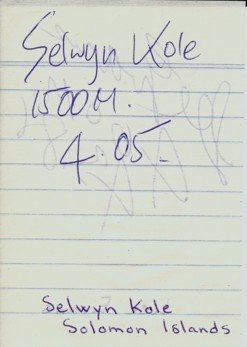 Selwyn Kole
1500M.
4.05-
Selwyn Kole
Solomon Islands